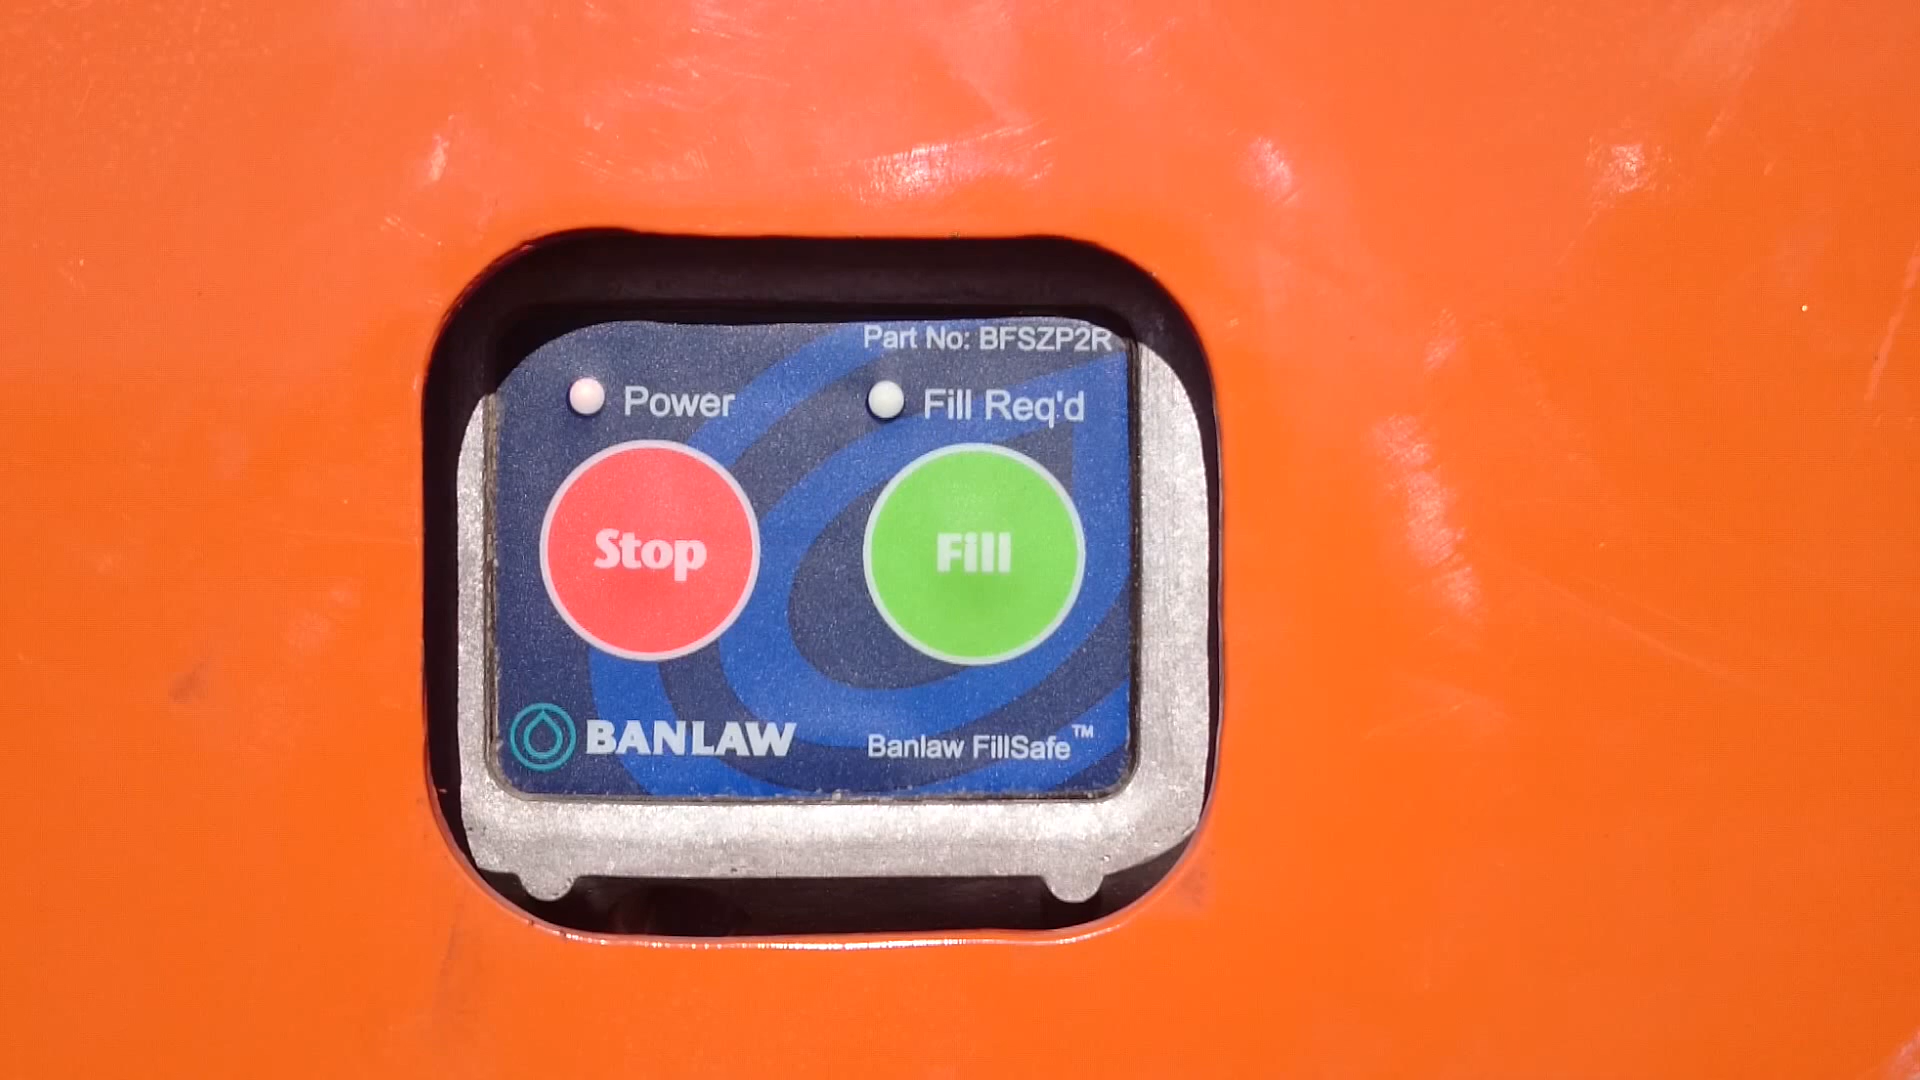 Part No: BFSZP2R
Power
Fill Req'd
Stop
Fill
BANLAW
Banlaw FillSafe™